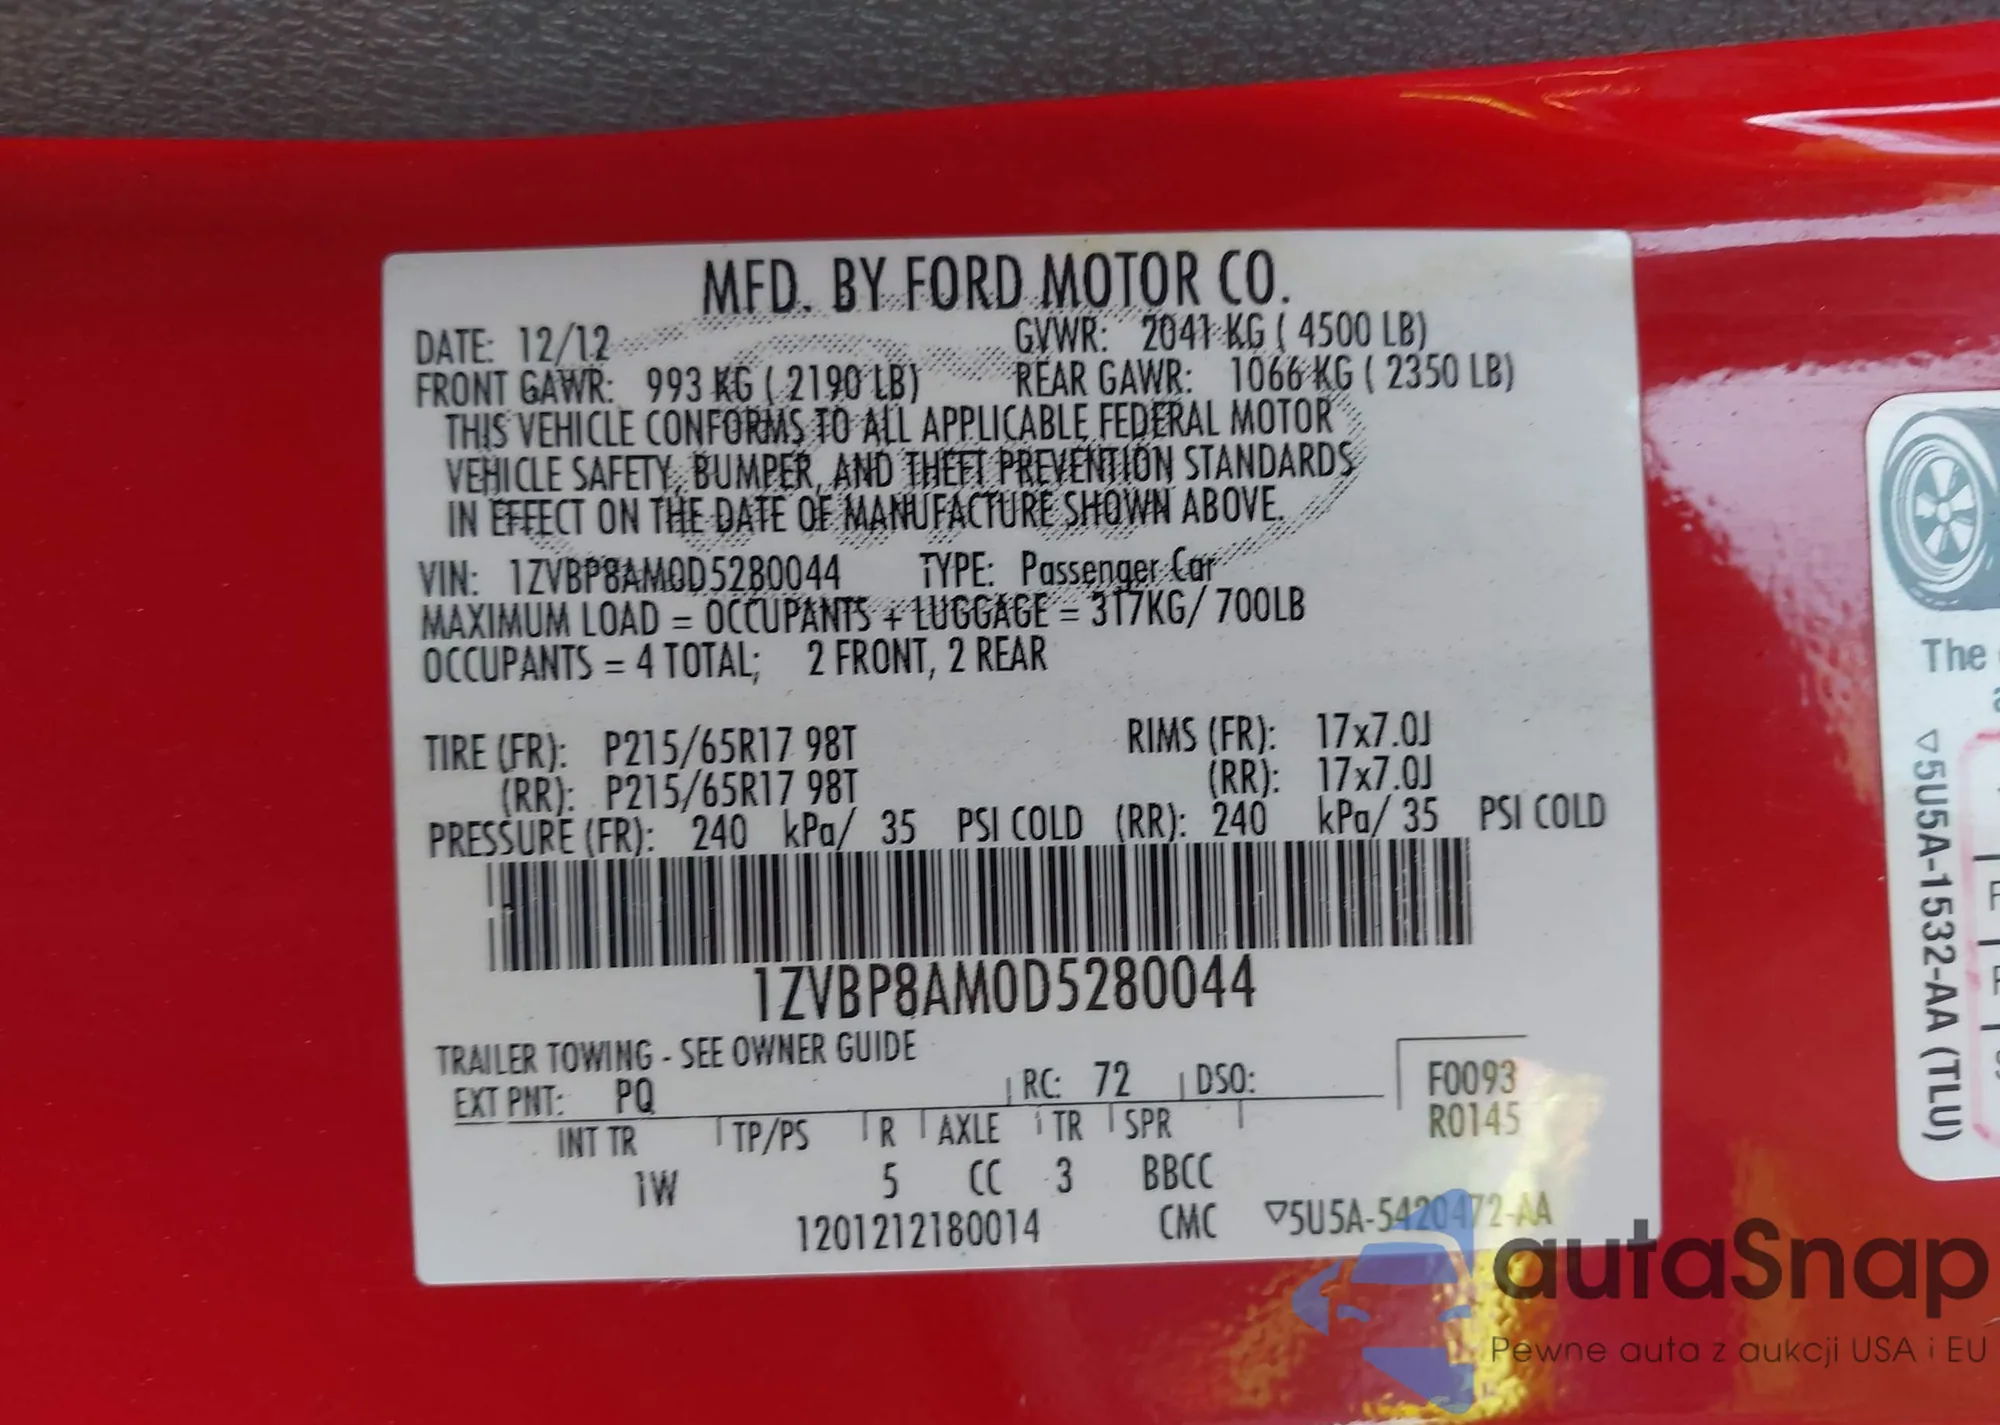 MFD. BY FORD MOTOR CO.
DATE: 12/12 GVWR: 2041 KG ( 4500 LB)
FRONT GAWR: 993 KG ( 2190 LB) REAR GAWR: 1066 KG ( 2350 LB)
THIS VEHICLE CONFORMS TO ALL APPLICABLE FEDERAL MOTOR
VEHICLE SAFETY, BUMPER, AND THEFT PREVENTION STANDARDS
IN EFFECT ON THE DATE OF MANUFACTURE SHOWN ABOVE.
VIN: 1ZVBP8AM0D5280044 TYPE: Passenger Car
MAXIMUM LOAD = OCCUPANTS + LUGGAGE = 317KG/ 700LB
OCCUPANTS = 4 TOTAL; 2 FRONT, 2 REAR
TIRE (FR): P215/65R17 98T RIMS (FR): 17x7.0J
(RR): P215/65R17 98T (RR): 17x7.0J
PRESSURE (FR): 240 kPa/ 35 PSI COLD (RR): 240 kPa/ 35 PSI COLD
1ZVBP8AM0D5280044
TRAILER TOWING - SEE OWNER GUIDE
EXT PNT: PQ RC: 72 DSO: F0093
R0145
INT TR TP/PS R AXLE TR SPR
1W 5 CC 3 BBCC
1201212180014 CMC ▽5U5A-5420472-AA
The
▽5U5A-1532-AA (TLU)
autaSnap
Pewne auta z aukcji USA i EU